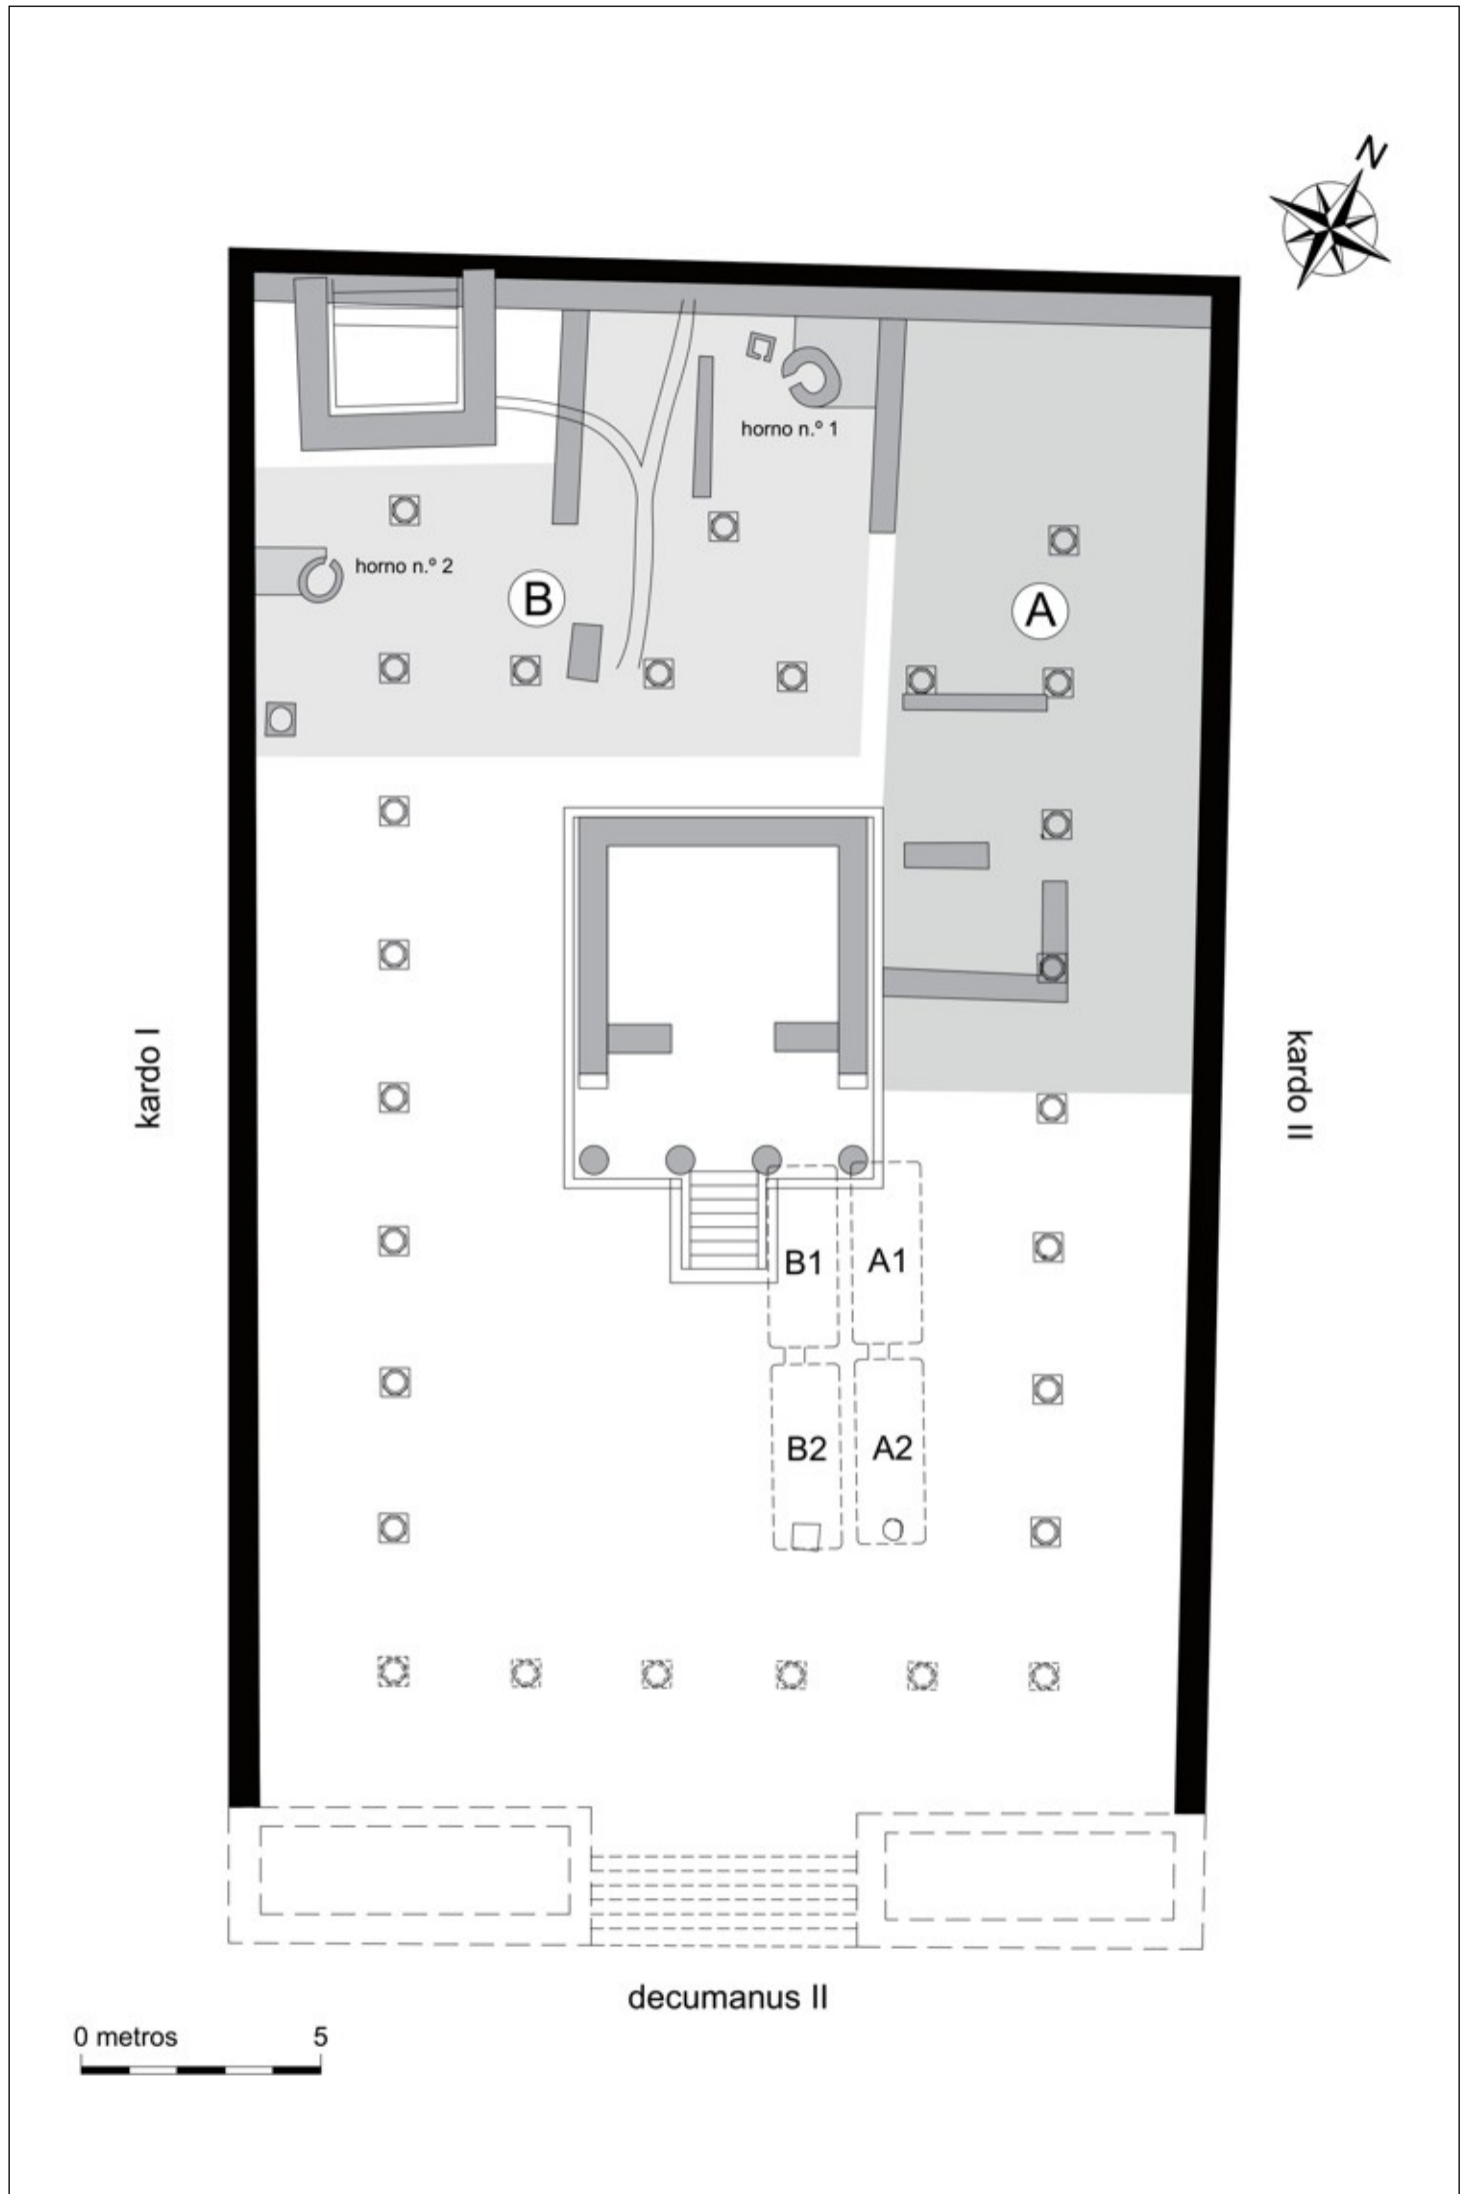 N
horno n.º 1
horno n.º 2
B
A
kardo I
kardo II
B1
A1
B2
A2
decumanus II
0 metros 5